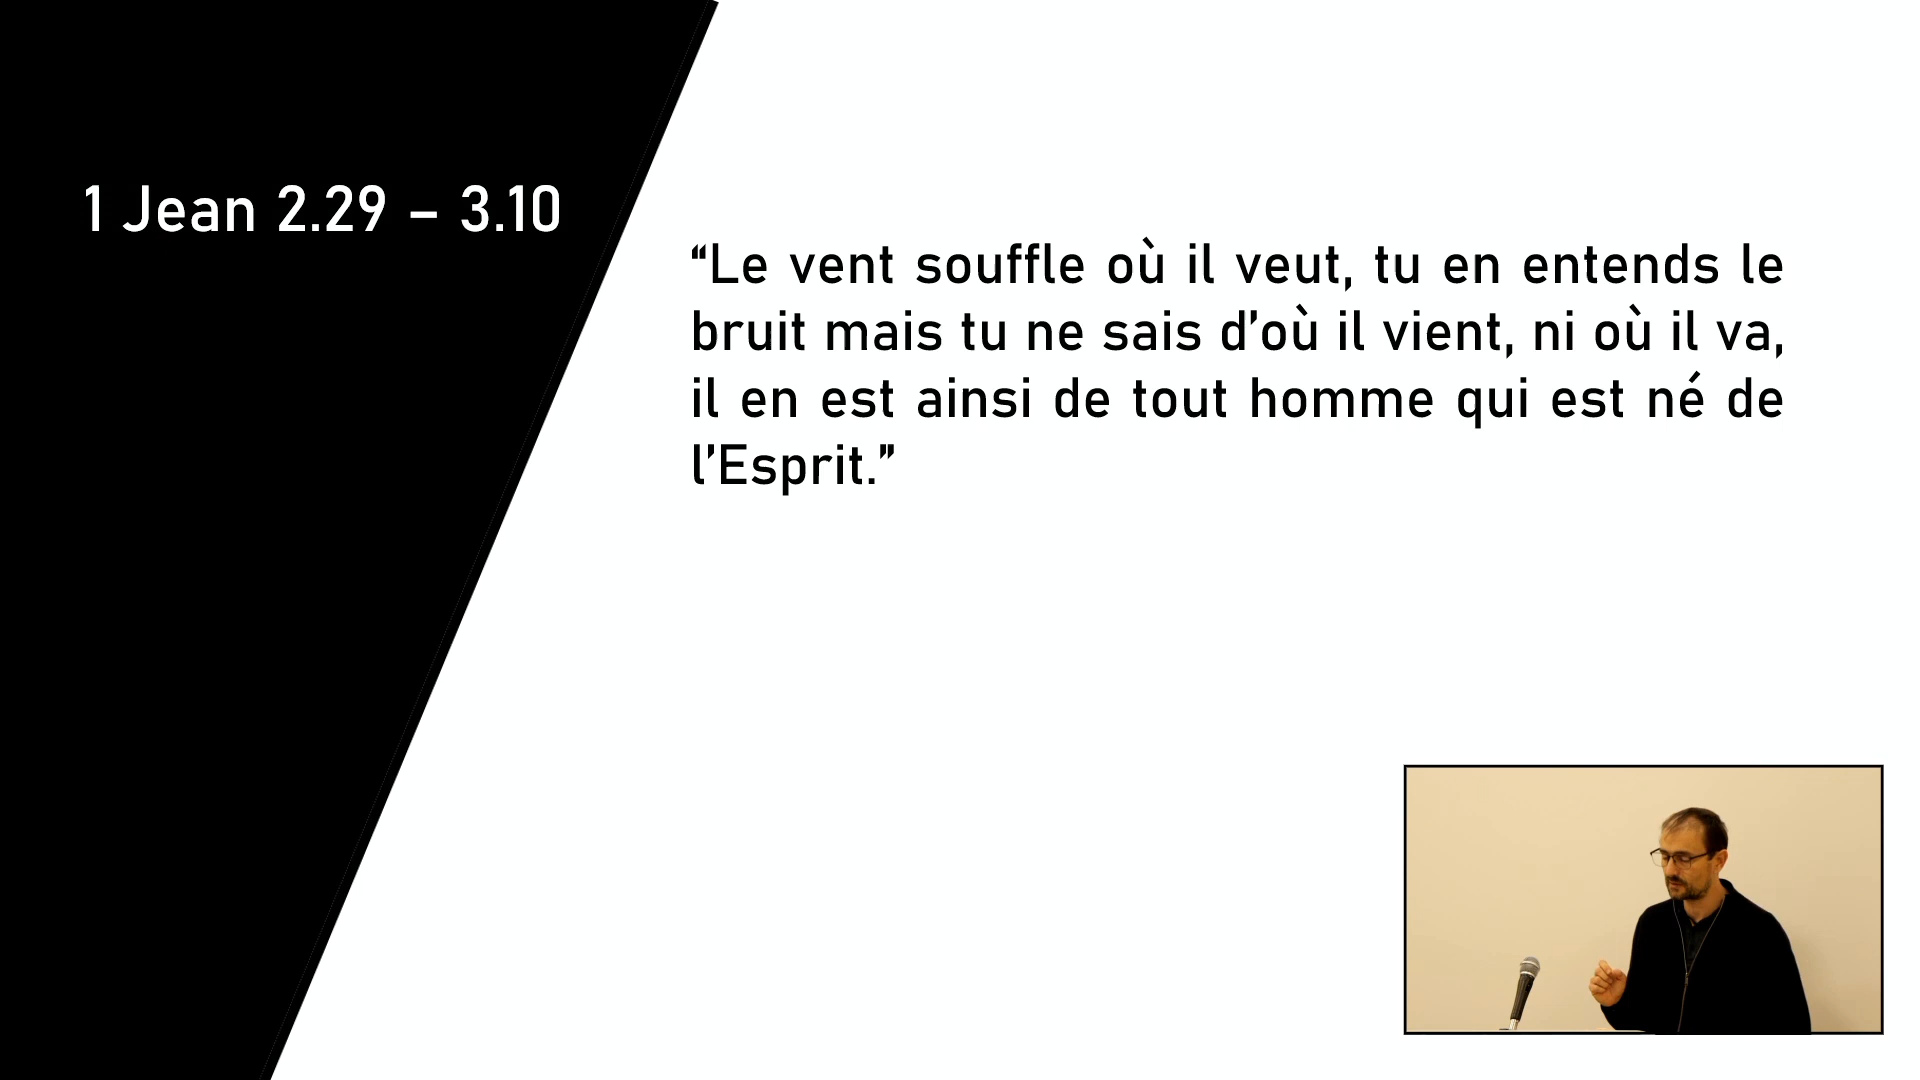 1 Jean 2.29 – 3.10
“Le vent souffle où il veut, tu en entends le
bruit mais tu ne sais d’où il vient, ni où il va,
il en est ainsi de tout homme qui est né de
l’Esprit.”